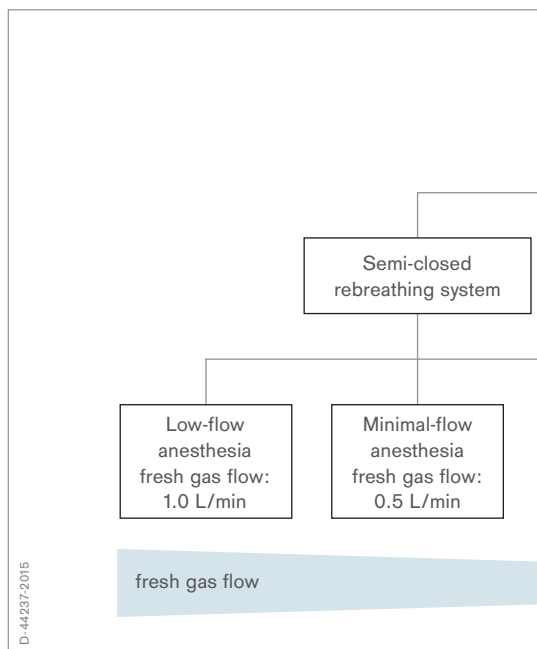 Semi-closed
rebreathing system
Low-flow
anesthesia
fresh gas flow:
1.0 L/min
Minimal-flow
anesthesia
fresh gas flow:
0.5 L/min
fresh gas flow
D-44237-2015